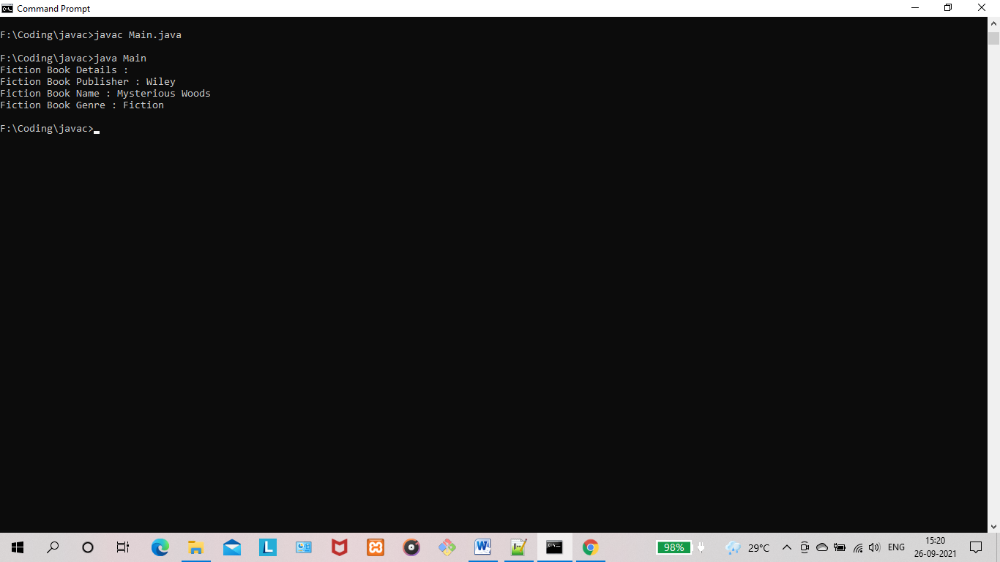 Command Prompt
F:\Coding\javac>javac Main.java
F:\Coding\javac>java Main
Fiction Book Details :
Fiction Book Publisher : Wiley
Fiction Book Name : Mysterious Woods
Fiction Book Genre : Fiction
F:\Coding\javac>
98%
29°C
ENG
15:20
26-09-2021